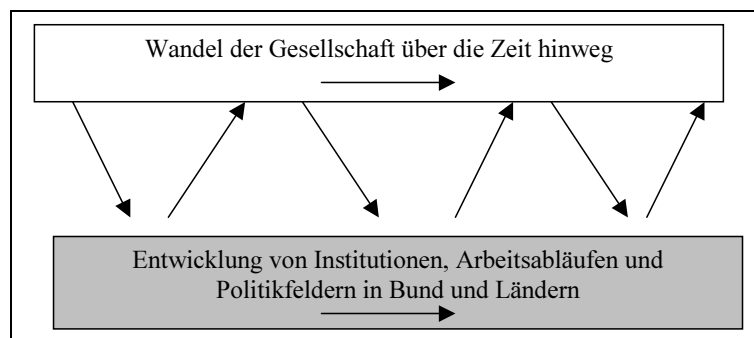 Wandel der Gesellschaft über die Zeit hinweg
Entwicklung von Institutionen, Arbeitsabläufen und
Politikfeldern in Bund und Ländern